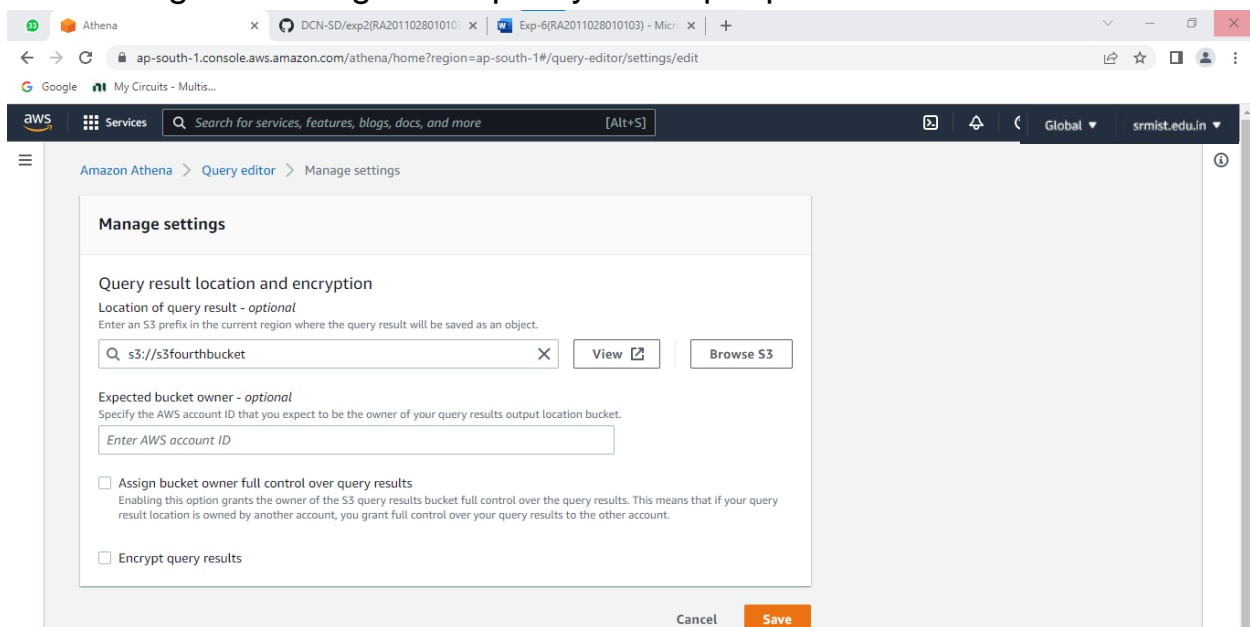 33 Athena DCN-SD/exp2(RA2011028010103 Exp-6(RA2011028010103) - Micro
ap-south-1.console.aws.amazon.com/athena/home?region=ap-south-1#/query-editor/settings/edit
G Google My Circuits - Multis...
aws Services Search for services, features, blogs, docs, and more [Alt+S] Global ▼ srmist.edu.in ▼
Amazon Athena > Query editor > Manage settings
Manage settings
Query result location and encryption
Location of query result - optional
Enter an S3 prefix in the current region where the query result will be saved as an object.
s3://s3fourthbucket View Browse S3
Expected bucket owner - optional
Specify the AWS account ID that you expect to be the owner of your query results output location bucket.
Enter AWS account ID
Assign bucket owner full control over query results
Enabling this option grants the owner of the S3 query results bucket full control over the query results. This means that if your query
result location is owned by another account, you grant full control over your query results to the other account.
Encrypt query results
Cancel Save